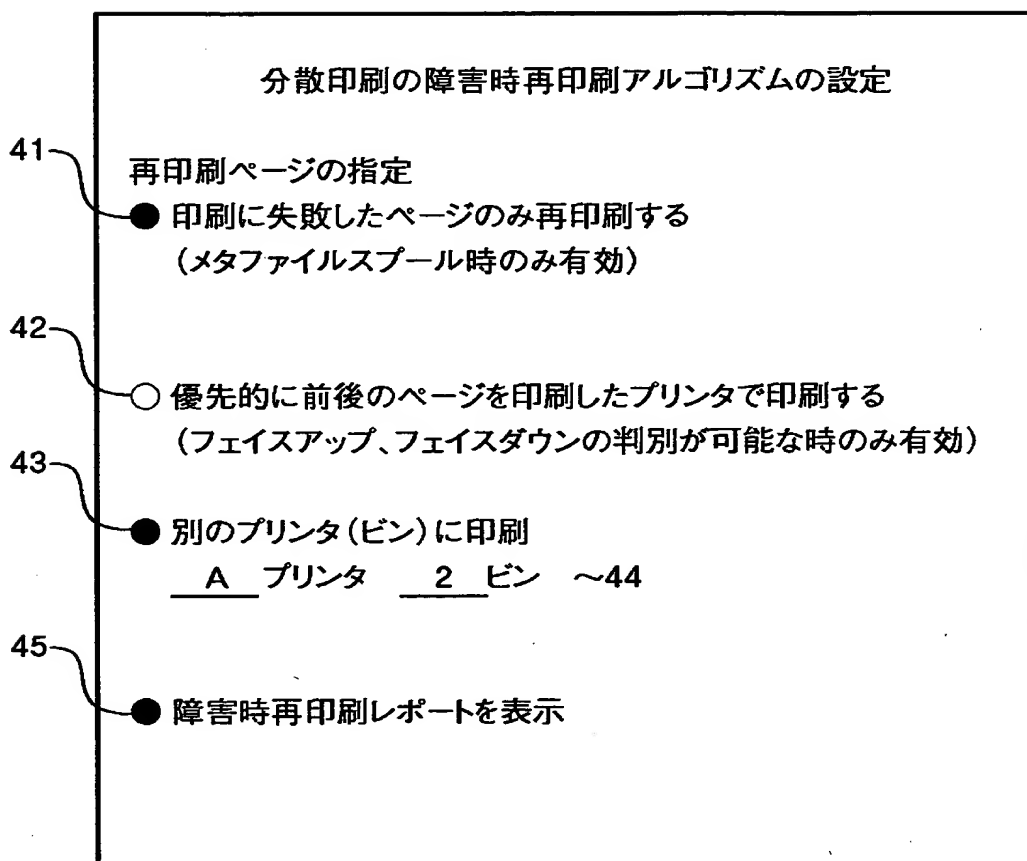 分散印刷の障害時再印刷アルゴリズムの設定
41
再印刷ページの指定
印刷に失敗したページのみ再印刷する
(メタファイルスプール時のみ有効)
42
優先的に前後のページを印刷したプリンタで印刷する
(フェイスアップ、フェイスダウンの判別が可能な時のみ有効)
43
別のプリンタ(ビン)に印刷
A プリンタ 2 ビン ～44
45
障害時再印刷レポートを表示